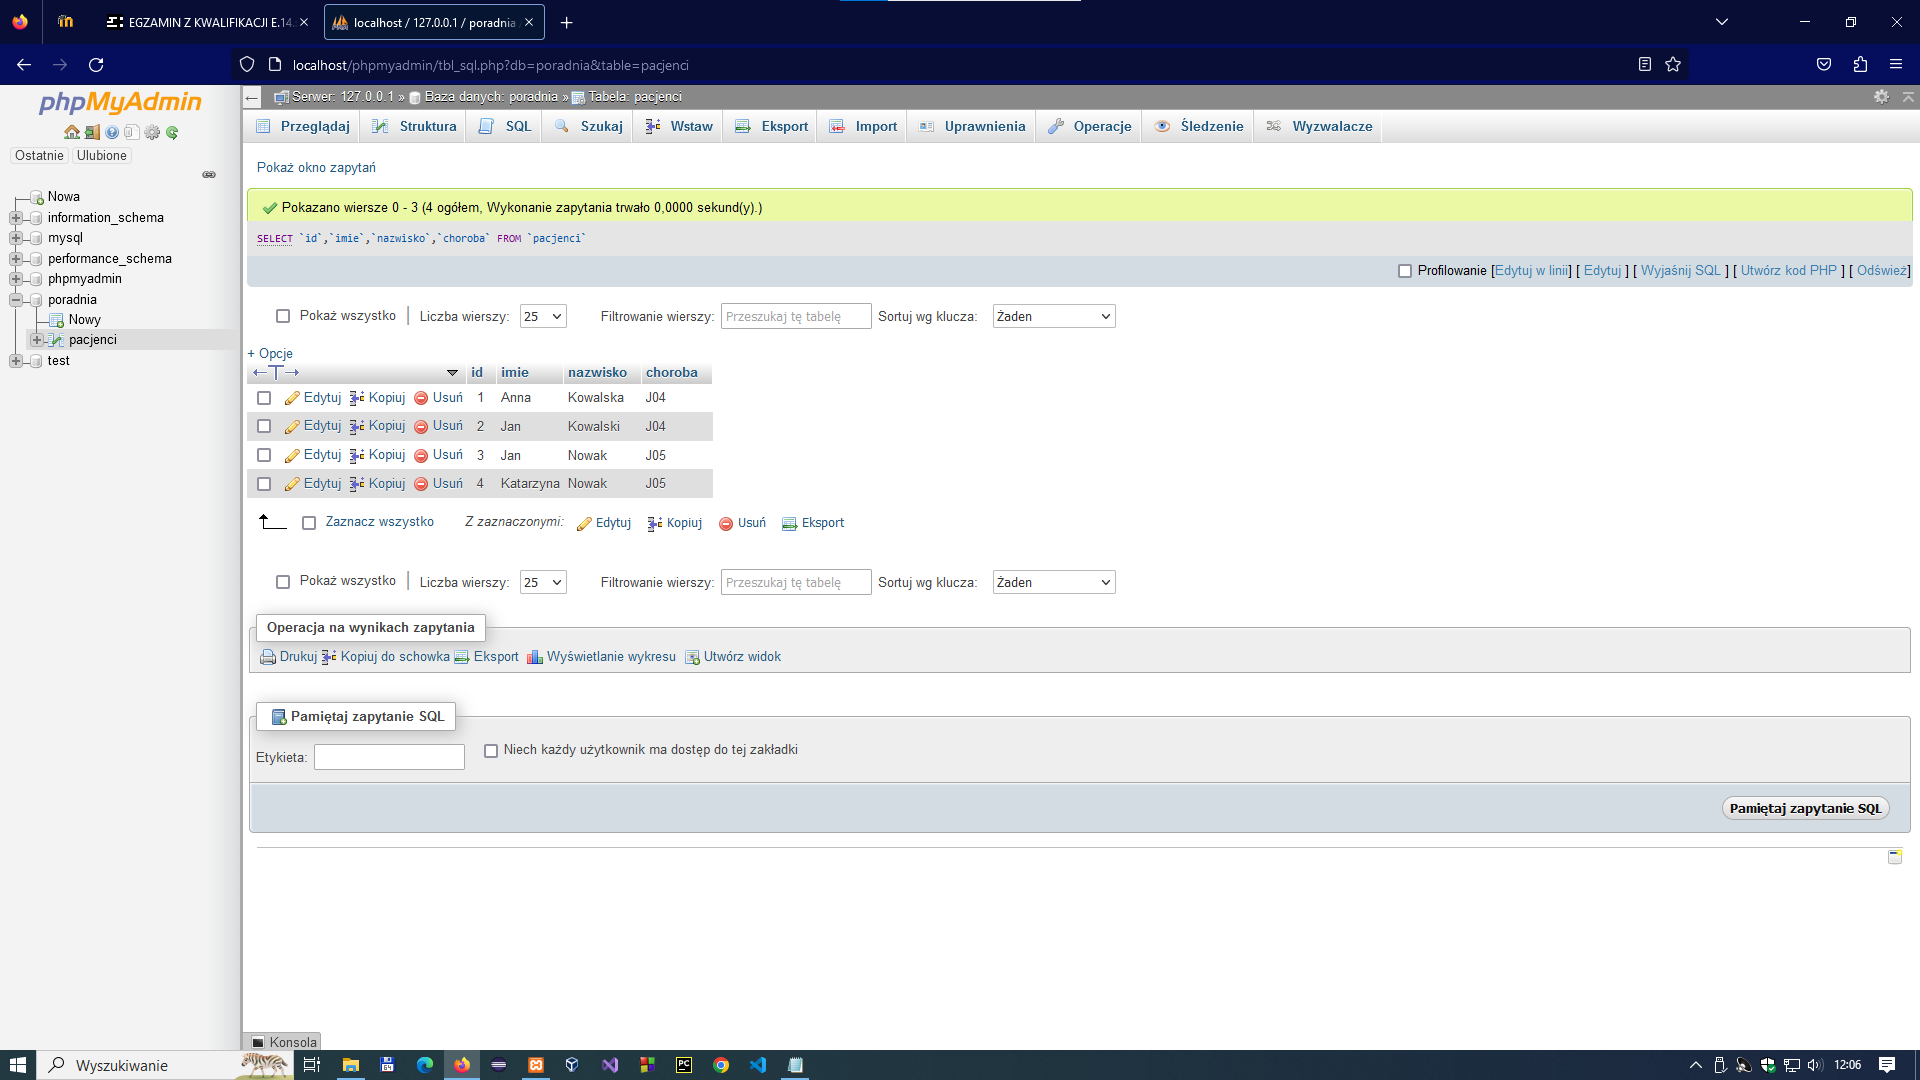 EGZAMIN Z KWALIFIKACJI E.14.
localhost / 127.0.0.1 / poradnia
localhost/phpmyadmin/tbl_sql.php?db=poradnia&table=pacjenci
phpMyAdmin
Ostatnie Ulubione
Nowa
information_schema
mysql
performance_schema
phpmyadmin
poradnia
Nowy
pacjenci
test
Serwer: 127.0.0.1 » Baza danych: poradnia » Tabela: pacjenci
Przeglądaj Struktura SQL Szukaj Wstaw Eksport Import Uprawnienia Operacje Śledzenie Wyzwalacze
Pokaż okno zapytań
Pokazano wiersze 0 - 3 (4 ogółem, Wykonanie zapytania trwało 0,0000 sekund(y).)
SELECT `id`,`imie`,`nazwisko`,`choroba` FROM `pacjenci`
Profilowanie [Edytuj w linii] [ Edytuj ] [ Wyjaśnij SQL ] [ Utwórz kod PHP ] [ Odśwież]
Pokaż wszystko Liczba wierszy: 25 Filtrowanie wierszy: Przeszukaj tę tabelę Sortuj wg klucza: Żaden
+ Opcje
←T→ id imie nazwisko choroba
Edytuj Kopiuj Usuń 1 Anna Kowalska J04
Edytuj Kopiuj Usuń 2 Jan Kowalski J04
Edytuj Kopiuj Usuń 3 Jan Nowak J05
Edytuj Kopiuj Usuń 4 Katarzyna Nowak J05
Zaznacz wszystko Z zaznaczonymi: Edytuj Kopiuj Usuń Eksport
Pokaż wszystko Liczba wierszy: 25 Filtrowanie wierszy: Przeszukaj tę tabelę Sortuj wg klucza: Żaden
Operacja na wynikach zapytania
Drukuj Kopiuj do schowka Eksport Wyświetlanie wykresu Utwórz widok
Pamiętaj zapytanie SQL
Etykieta: Niech każdy użytkownik ma dostęp do tej zakładki
Pamiętaj zapytanie SQL
Konsola
Wyszukiwanie
64
PC
12:06